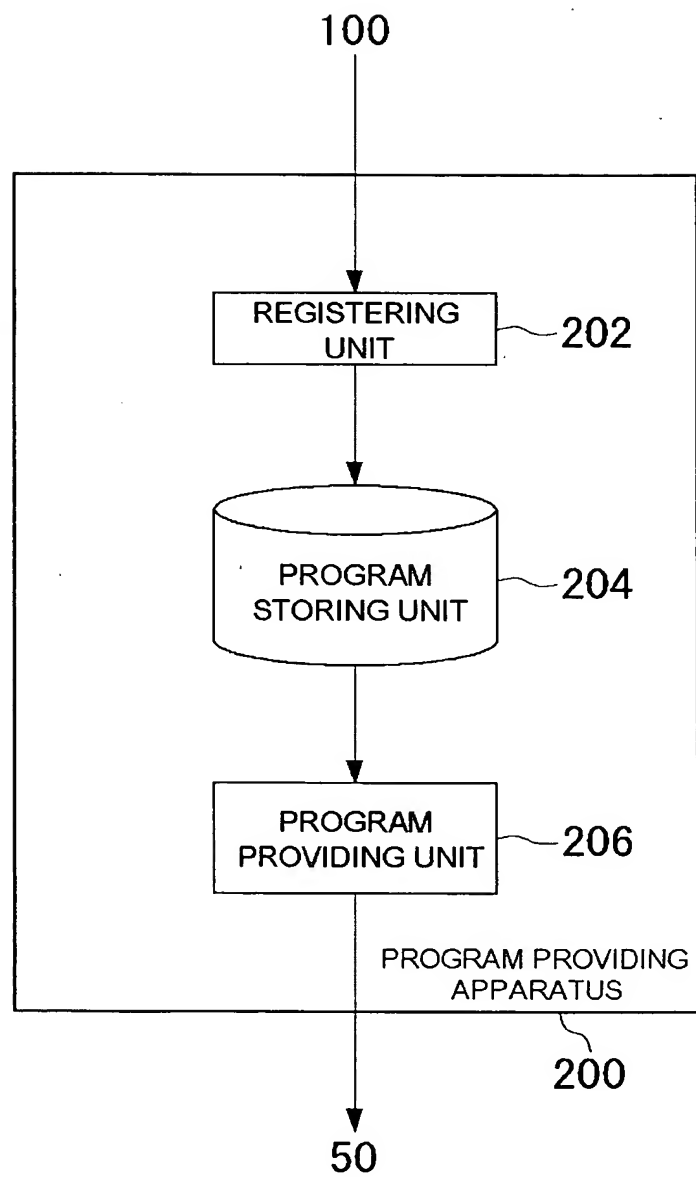 100
REGISTERING
UNIT
202
PROGRAM
STORING UNIT
204
PROGRAM
PROVIDING UNIT
206
PROGRAM PROVIDING
APPARATUS
200
50